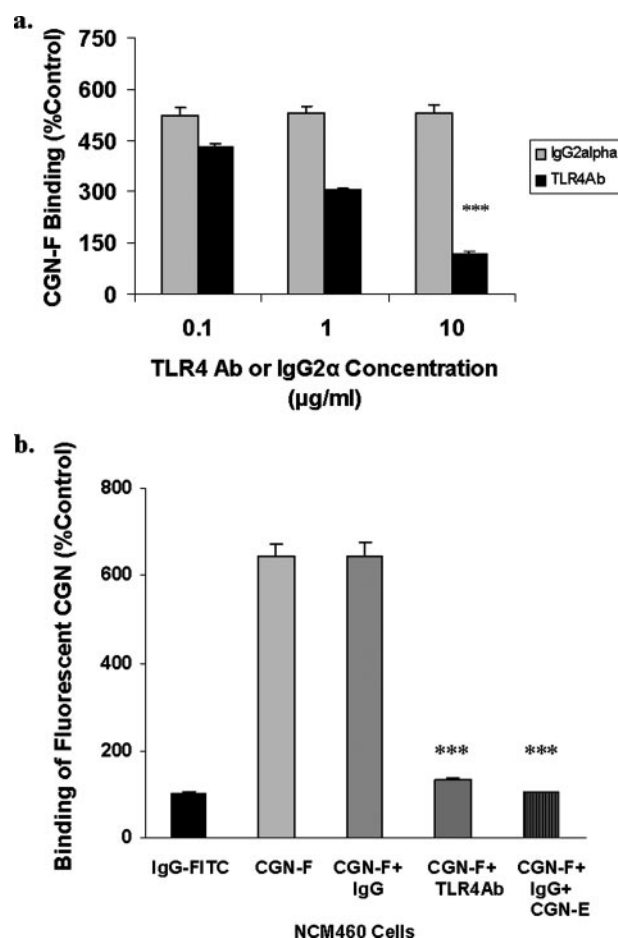 a.
CGN-F Binding (%Control)
750
600
450
300
150
0
IgG2alpha
TLR4Ab
***
0.1 1 10
TLR4 Ab or IgG2α Concentration
(µg/ml)
b.
Binding of Fluorescent CGN (%Control)
800
600
400
200
0
*** ***
IgG-FITC CGN-F CGN-F+ CGN-F+ CGN-F+
IgG TLR4Ab IgG+
CGN-E
NCM460 Cells